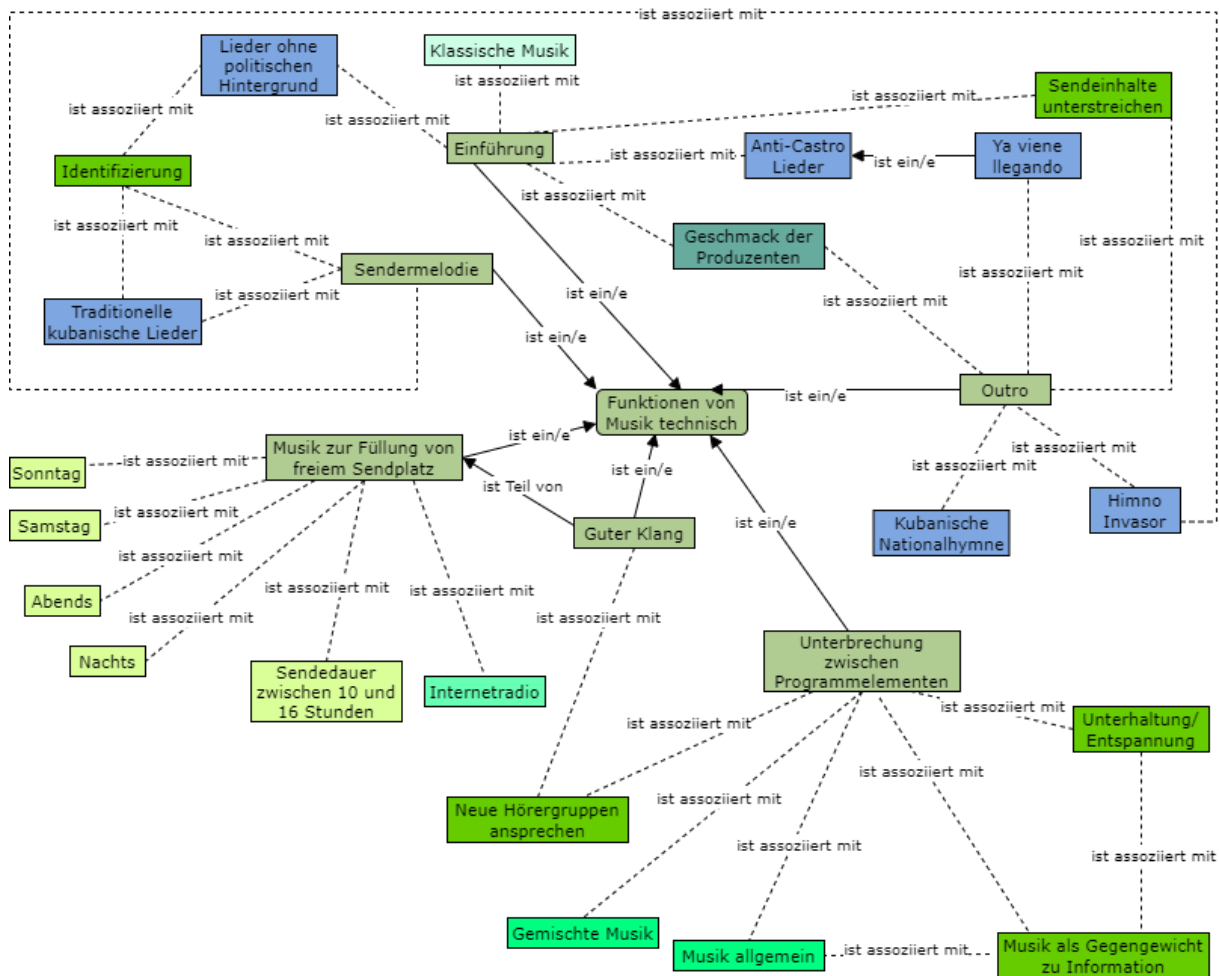 ist assoziiert mit
Lieder ohne
politischen
Hintergrund
Klassische Musik
ist assoziiert mit
Sendeinhalte
unterstreichen
ist assoziiert mit
ist assoziiert mit
ist assoziiert mit
Einführung
ist assoziiert mit
Anti-Castro
Lieder
ist ein/e
Ya viene
llegando
Identifizierung
ist assoziiert mit
ist assoziiert mit
ist assoziiert mit
Geschmack der
Produzenten
ist assoziiert mit
Sendermelodie
ist assoziiert mit
ist assoziiert mit
ist ein/e
ist assoziiert mit
ist assoziiert mit
Traditionelle
kubanische Lieder
ist ein/e
Outro
ist ein/e
Funktionen von
Musik technisch
ist ein/e
Musik zur Füllung von
freiem Sendplatz
ist assoziiert mit
Sonntag
ist assoziiert mit
ist assoziiert mit
ist ein/e
ist Teil von
Himno
Invasor
Samstag
ist assoziiert mit
Kubanische
Nationalhymne
ist ein/e
Guter Klang
ist assoziiert mit
Abends
ist assoziiert mit
ist assoziiert mit
ist assoziiert mit
ist assoziiert mit
Nachts
Sendedauer
zwischen 10 und
16 Stunden
Internetradio
Unterbrechung
zwischen
Programmelementen
ist assoziiert mit
ist assoziiert mit
Unterhaltung/
Entspannung
ist assoziiert mit
ist assoziiert mit
Neue Hörergruppen
ansprechen
ist assoziiert mit
ist assoziiert mit
Gemischte Musik
Musik allgemein
ist assoziiert mit
Musik als Gegengewicht
zu Information